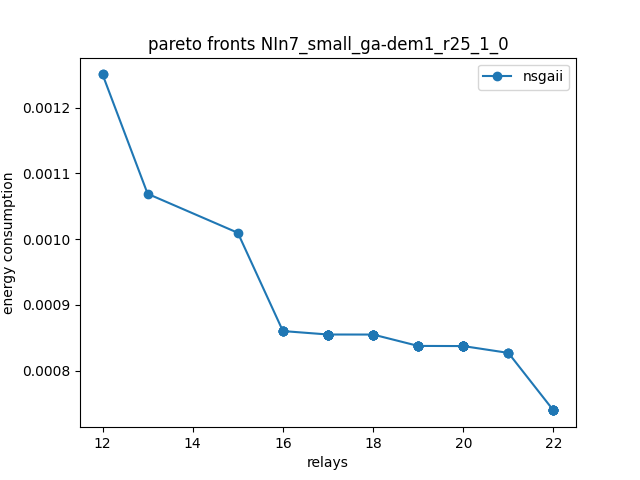 pareto fronts NIn7_small_ga-dem1_r25_1_0
nsgaii
0.0012
0.0011
0.0010
0.0009
0.0008
energy consumption
12 14 16 18 20 22
relays